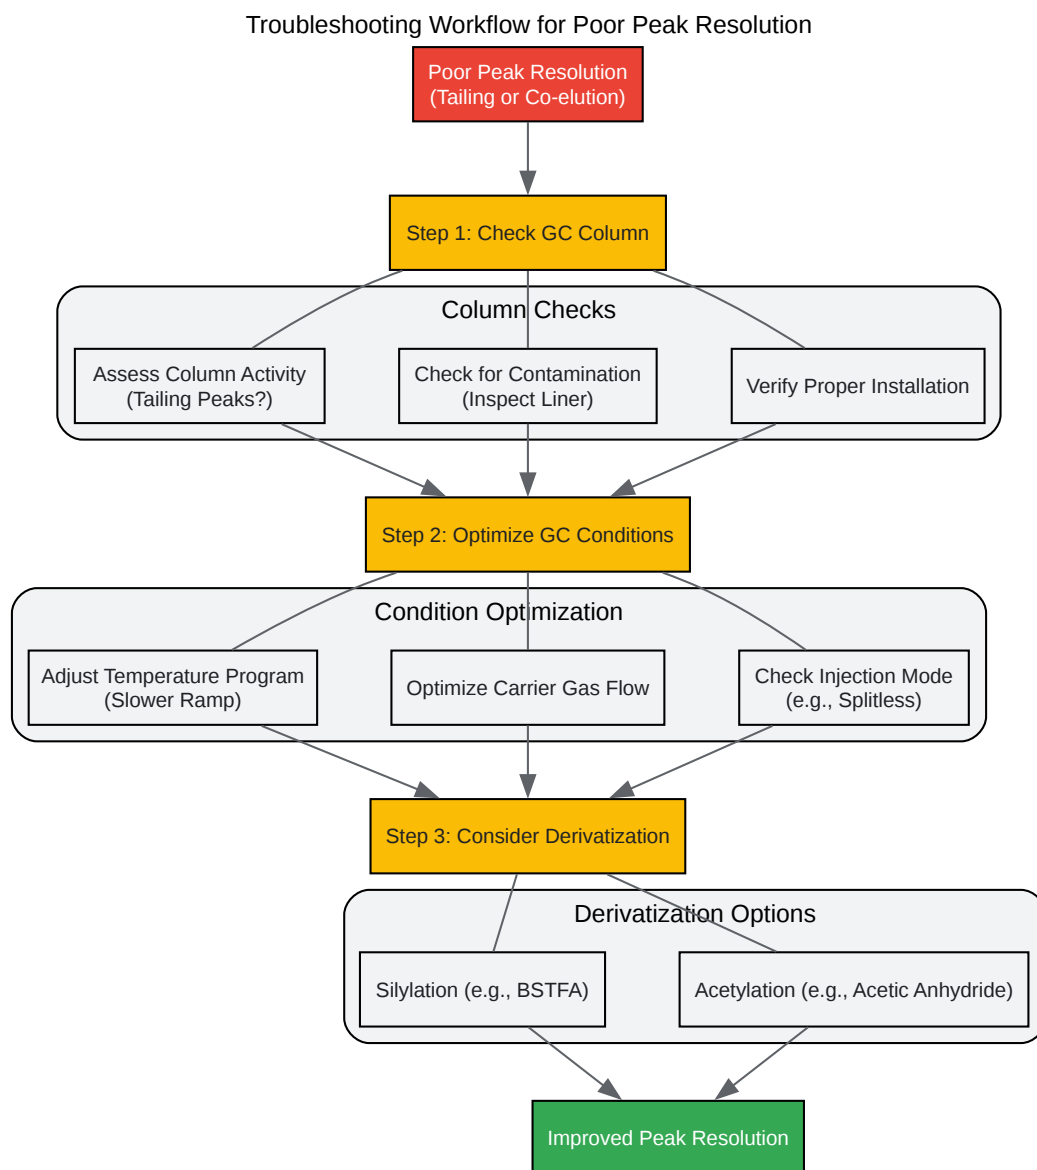 Troubleshooting Workflow for Poor Peak Resolution
Poor Peak Resolution
(Tailing or Co-elution)
Step 1: Check GC Column
Column Checks
Assess Column Activity
(Tailing Peaks?)
Check for Contamination
(Inspect Liner)
Verify Proper Installation
Step 2: Optimize GC Conditions
Condition Optimization
Adjust Temperature Program
(Slower Ramp)
Optimize Carrier Gas Flow
Check Injection Mode
(e.g., Splitless)
Step 3: Consider Derivatization
Derivatization Options
Silylation (e.g., BSTFA)
Acetylation (e.g., Acetic Anhydride)
Improved Peak Resolution